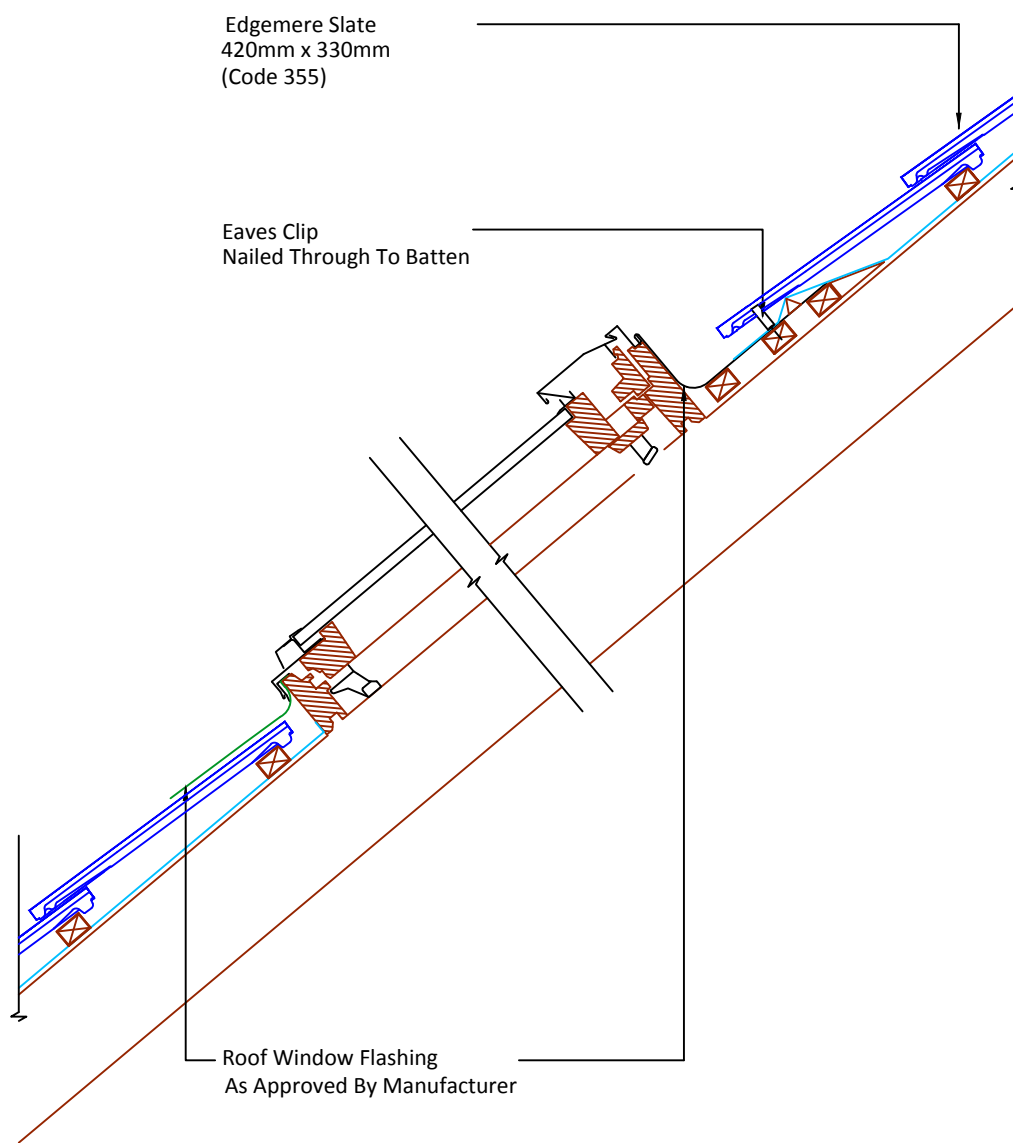 Edgemere Slate
420mm x 330mm
(Code 355)
Eaves Clip
Nailed Through To Batten
Roof Window Flashing
As Approved By Manufacturer